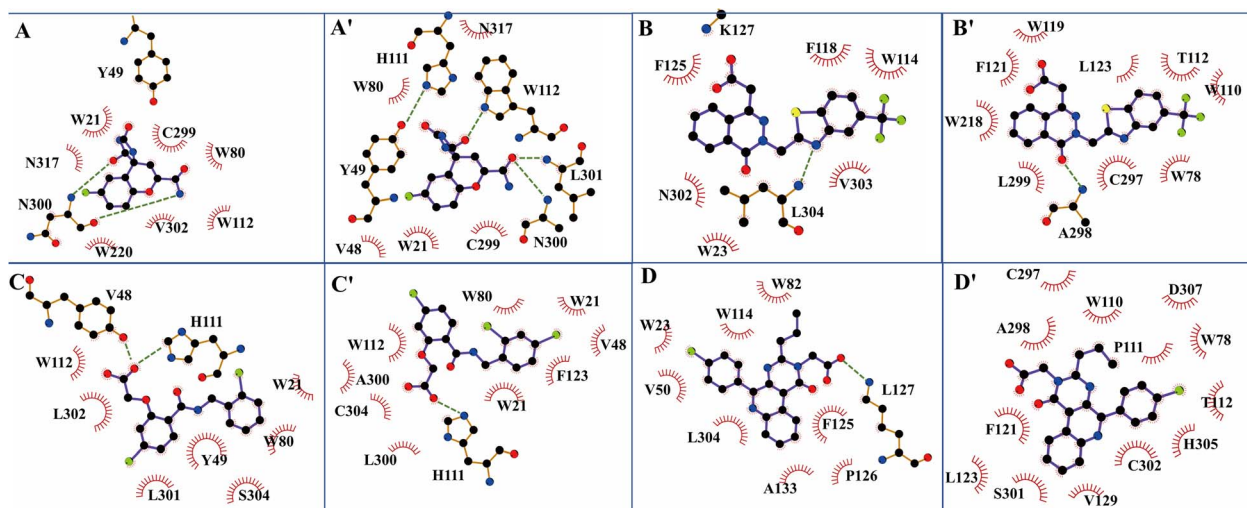 A
Y49
W21
C299
N317
W80
N300
V302
W112
W220
A'
N317
H111
W80
W112
Y49
L301
N300
V48
W21
C299
B
K127
F118
F125
W114
V303
N302
L304
W23
B'
W119
F121
L123
T112
W110
W218
L299
C297
W78
A298
C
V48
H111
W112
W21
L302
W80
Y49
L301
S304
C'
W80
W21
W112
V48
A300
F123
C304
W21
L300
H111
D
W82
W23
W114
L127
V50
F125
L304
P126
A133
D'
C297
D307
W110
A298
P111
W78
T112
F121
H305
C302
L123
S301
V129